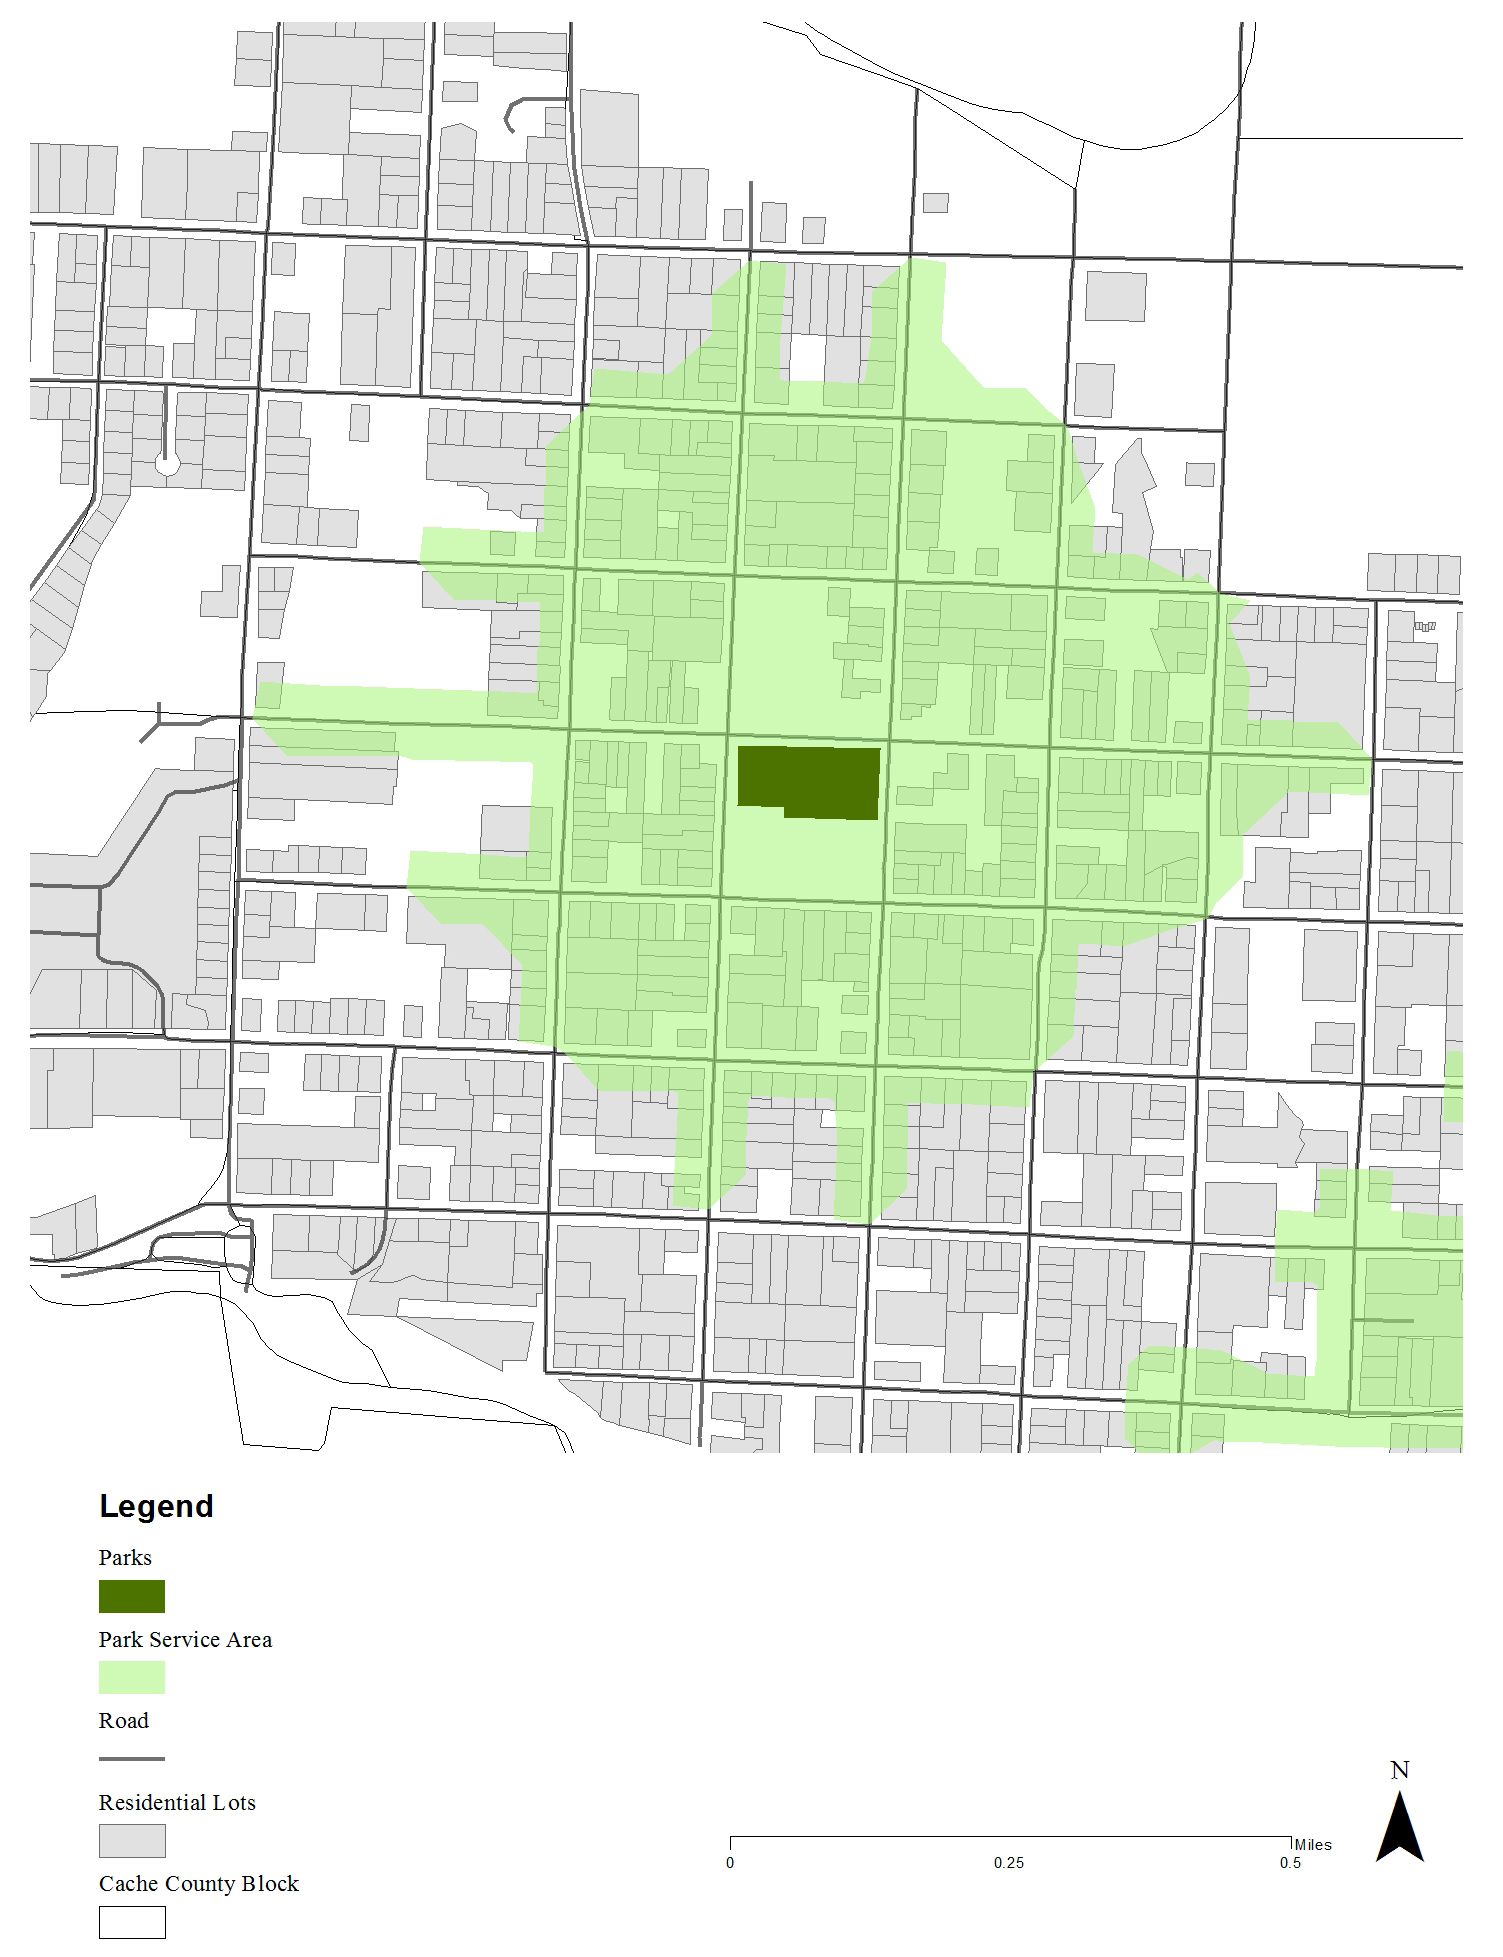 Legend
Parks
Park Service Area
Road
N
Residential Lots
Miles
0
0.25
0.5
Cache County Block